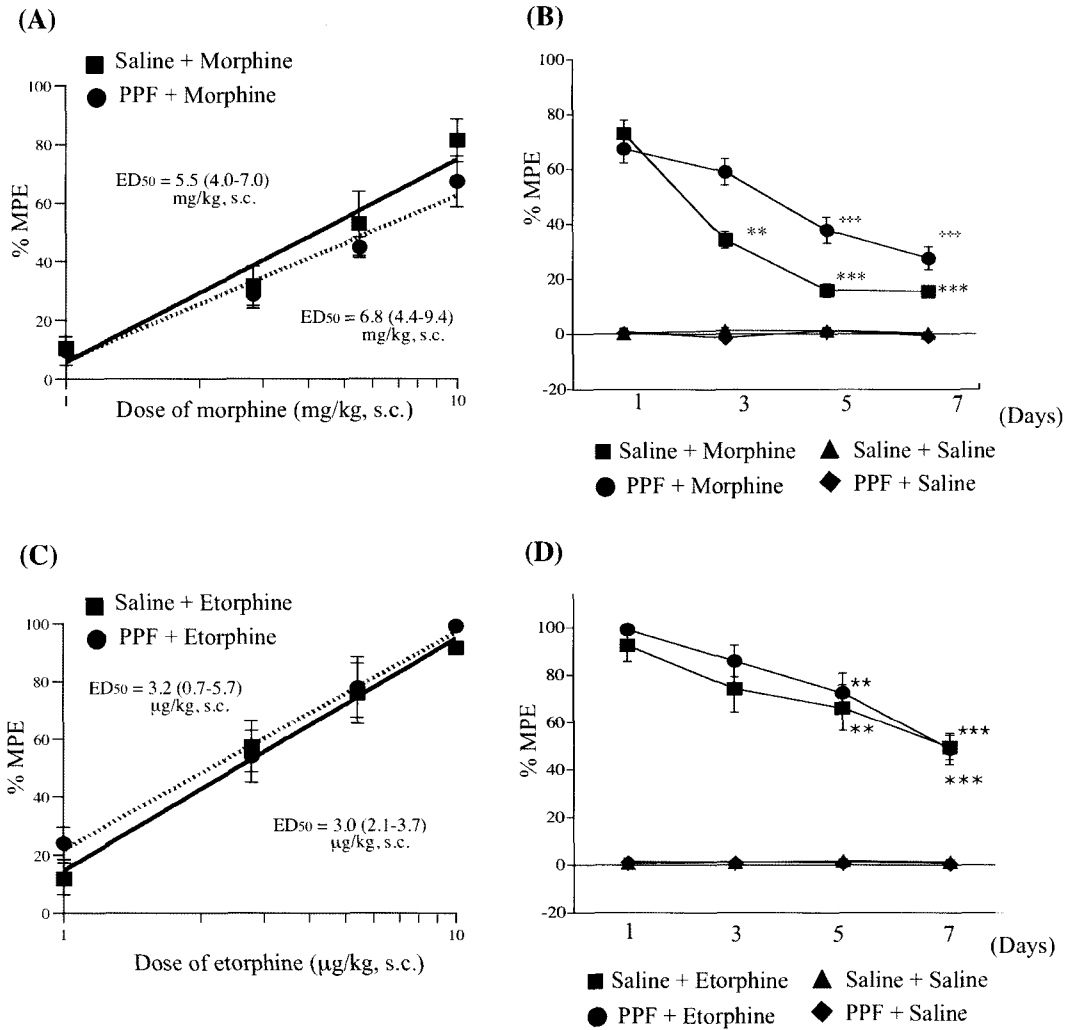 (A)
Saline + Morphine
PPF + Morphine
100
80
60
40
20
0
% MPE
ED50 = 5.5 (4.0-7.0)
mg/kg, s.c.
ED50 = 6.8 (4.4-9.4)
mg/kg, s.c.
1
10
Dose of morphine (mg/kg, s.c.)
(B)
100
80
60
40
20
0
-20
% MPE
**
***
***
+++
+++
1
3
5
7
(Days)
Saline + Morphine
Saline + Saline
PPF + Morphine
PPF + Saline
(C)
Saline + Etorphine
PPF + Etorphine
100
80
60
40
20
0
% MPE
ED50 = 3.2 (0.7-5.7)
µg/kg, s.c.
ED50 = 3.0 (2.1-3.7)
µg/kg, s.c.
1
10
Dose of etorphine (µg/kg, s.c.)
(D)
100
80
60
40
20
0
-20
% MPE
**
**
***
***
1
3
5
7
(Days)
Saline + Etorphine
Saline + Saline
PPF + Etorphine
PPF + Saline